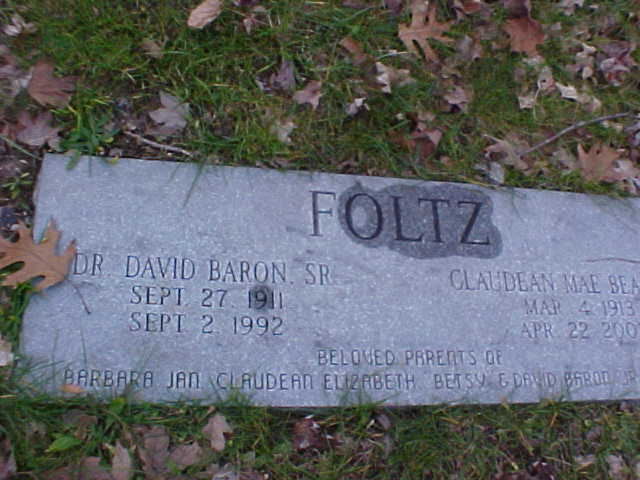 FOLTZ
DR. DAVID BARON, SR.
SEPT. 27, 1911
SEPT. 2, 1992
CLAUDEAN MAE
MAR. 4, 1913
APR. 22,
BELOVED PARENTS OF
BARBARA JAN, CLAUDEAN ELIZABETH, BETSY, & DAVID BARON, JR